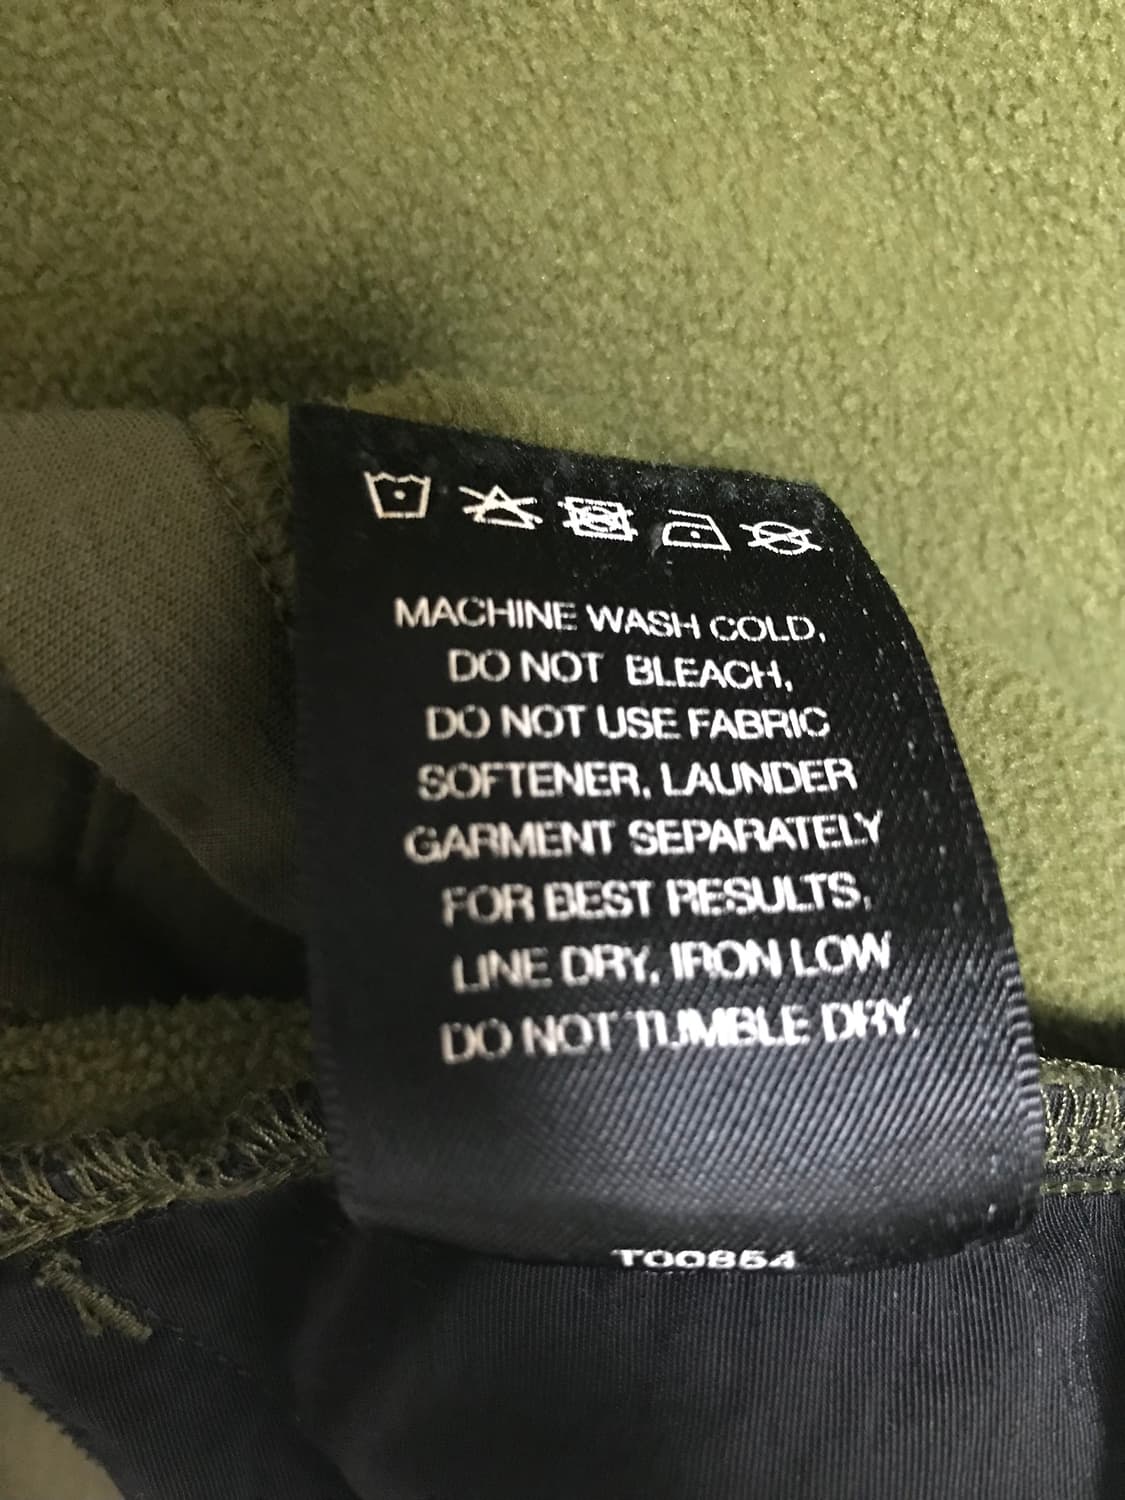 MACHINE WASH COLD,
DO NOT BLEACH,
DO NOT USE FABRIC
SOFTENER. LAUNDER
GARMENT SEPARATELY
FOR BEST RESULTS,
LINE DRY, IRON LOW
DO NOT TUMBLE DRY.
T00854